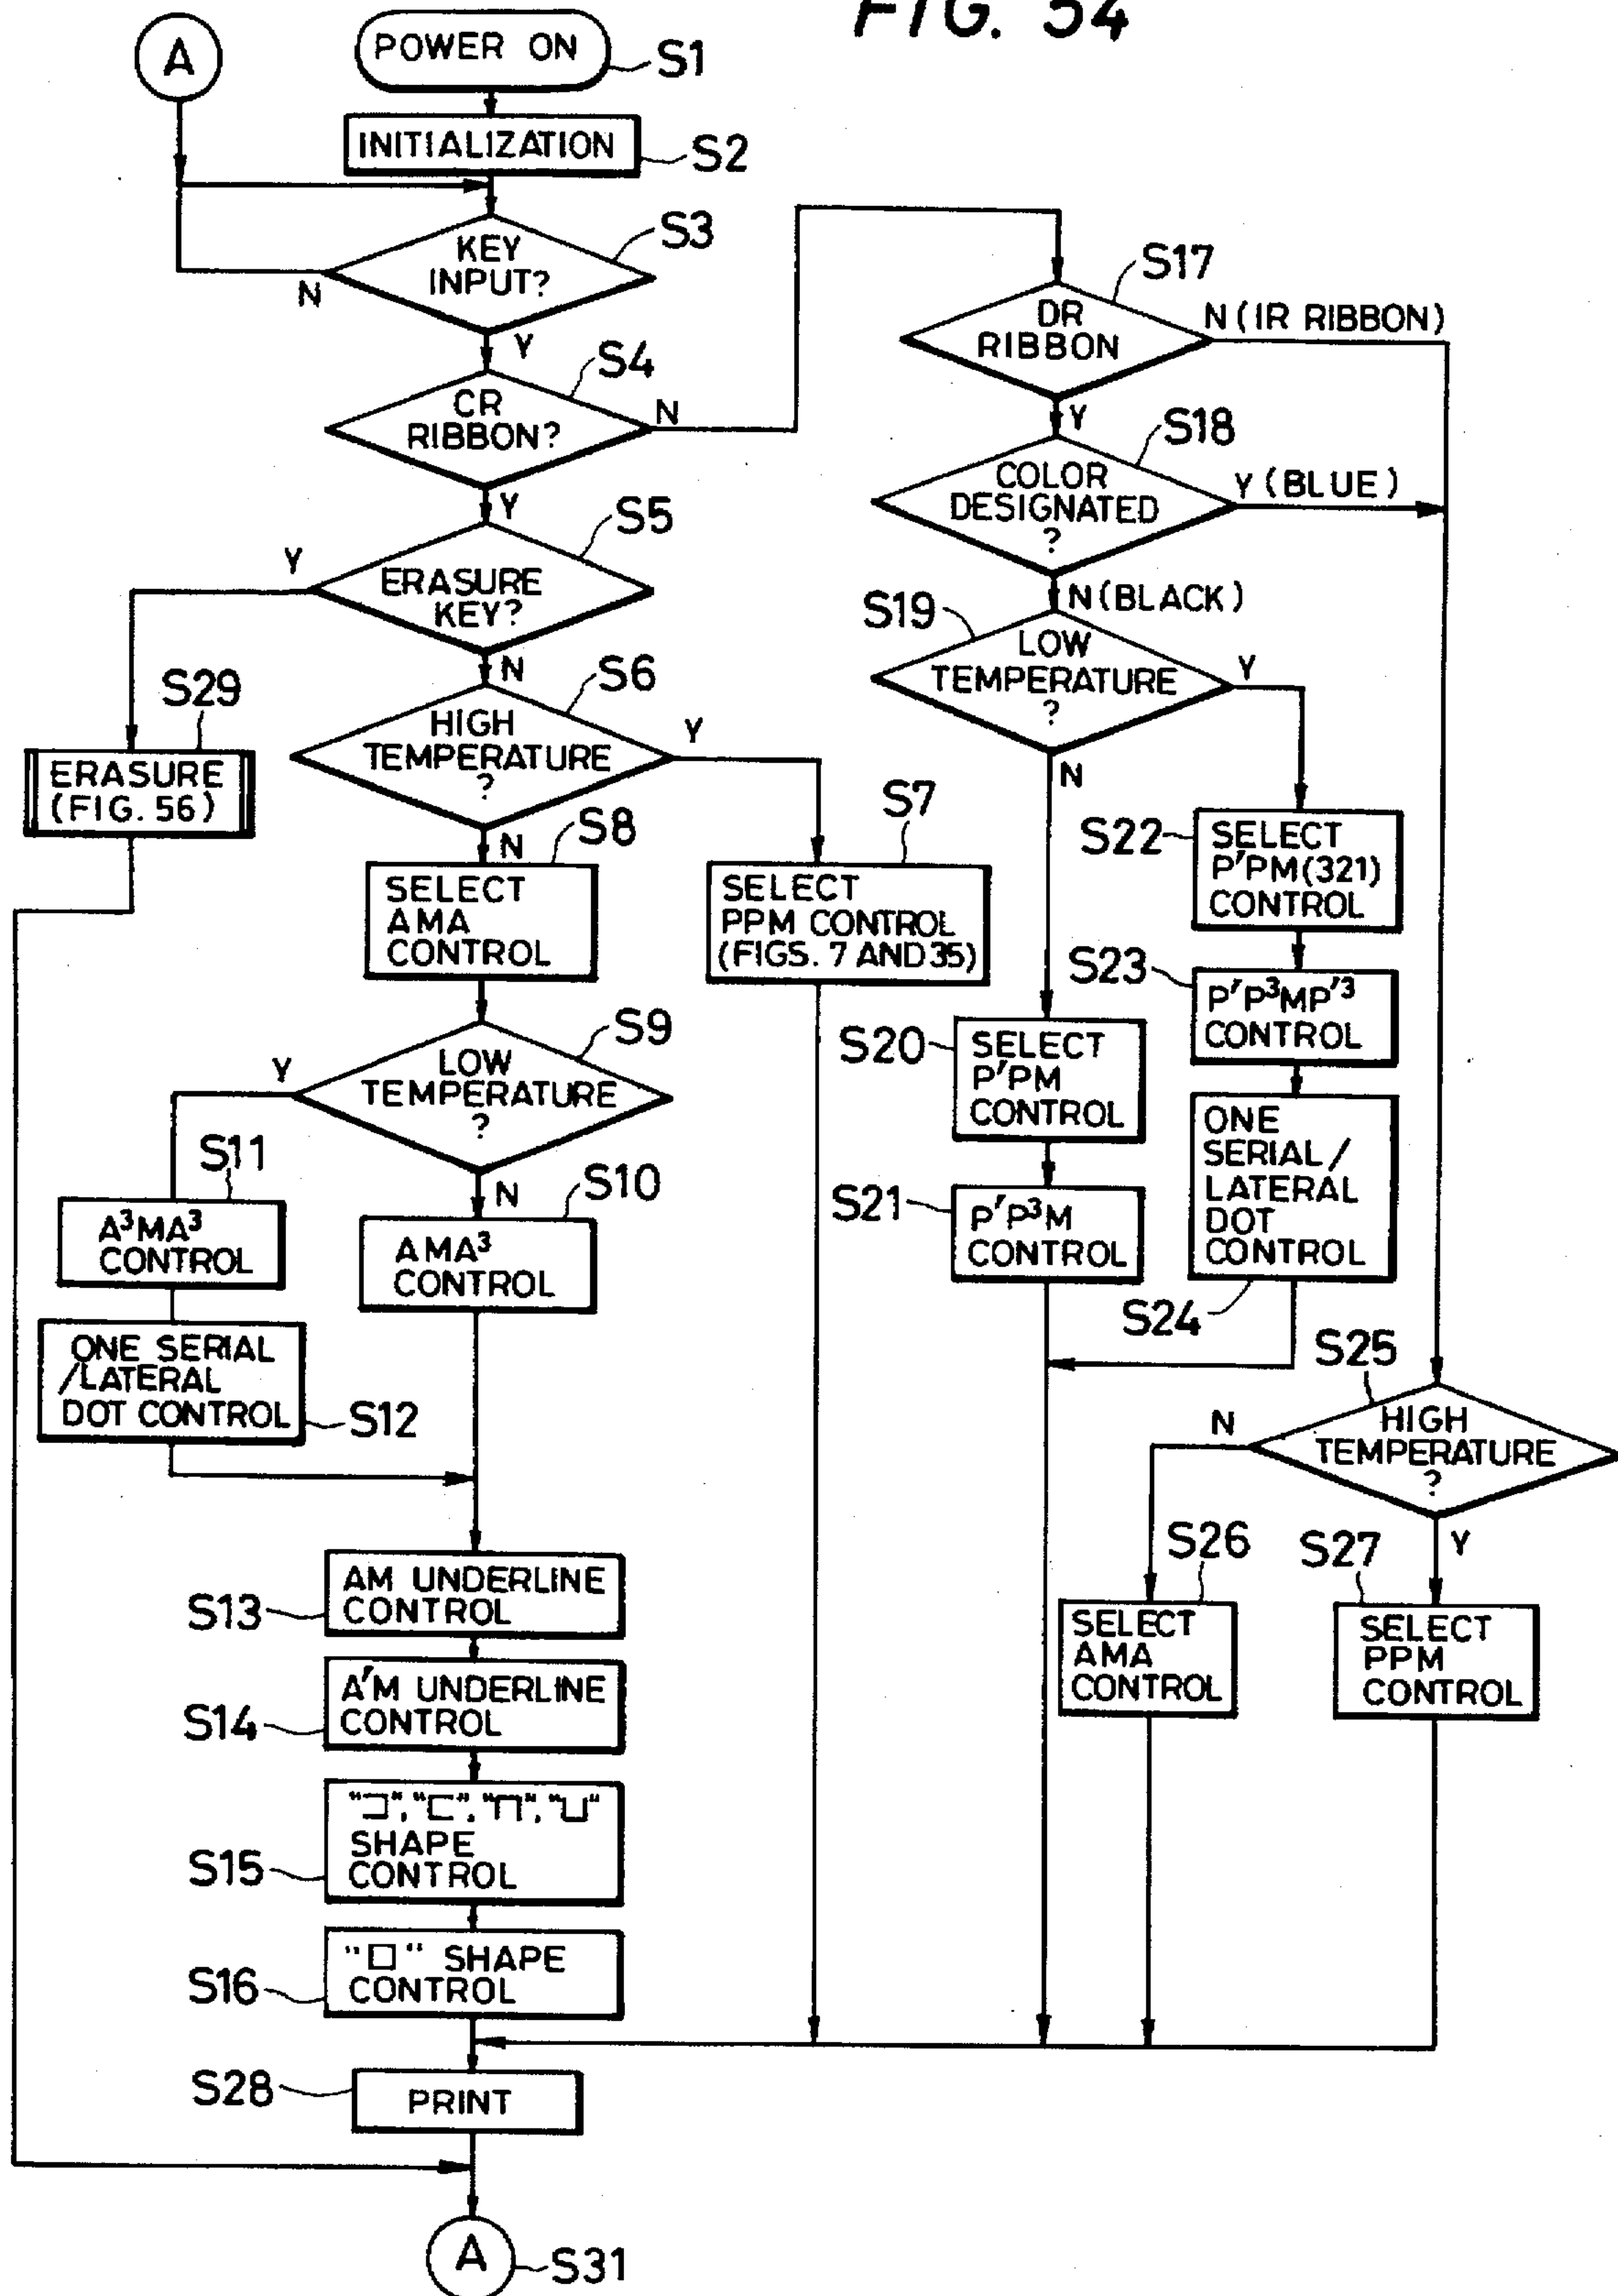 FIG. 54
A
POWER ON
S1
INITIALIZATION
S2
KEY
INPUT?
S3
N
Y
CR
RIBBON?
S4
N
Y
ERASURE
KEY?
S5
Y
N
S29
ERASURE
(FIG. 56)
HIGH
TEMPERATURE
?
S6
Y
N
S7
SELECT
PPM CONTROL
(FIGS. 7 AND 35)
S8
SELECT
AMA
CONTROL
LOW
TEMPERATURE
?
S9
Y
N
S11
A³MA³
CONTROL
S10
AMA³
CONTROL
ONE SERIAL
/LATERAL
DOT CONTROL
S12
S13
AM UNDERLINE
CONTROL
S14
A'M UNDERLINE
CONTROL
S15
"コ", "⊏", "⊓", "⊔"
SHAPE
CONTROL
S16
"□" SHAPE
CONTROL
S28
PRINT
A
S31
DR
RIBBON
S17
N (IR RIBBON)
Y
COLOR
DESIGNATED
?
S18
Y (BLUE)
N (BLACK)
S19
LOW
TEMPERATURE
?
Y
N
S22
SELECT
P'PM(321)
CONTROL
S23
P'P³MP'³
CONTROL
S20
SELECT
P'PM
CONTROL
S21
P'P³M
CONTROL
ONE
SERIAL/
LATERAL
DOT
CONTROL
S24
S25
HIGH
TEMPERATURE
?
N
Y
S26
SELECT
AMA
CONTROL
S27
SELECT
PPM
CONTROL